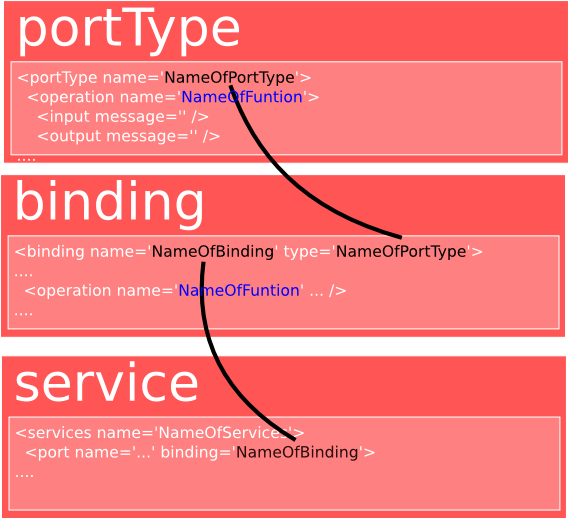 portType
<portType name='NameOfPortType'>
<operation name='NameOfFuntion'>
<input message='' />
<output message='' />
....
binding
<binding name='NameOfBinding' type='NameOfPortType'>
....
<operation name='NameOfFuntion' ... />
....
service
<services name='NameOfServices'>
<port name='...' binding='NameOfBinding'>
....